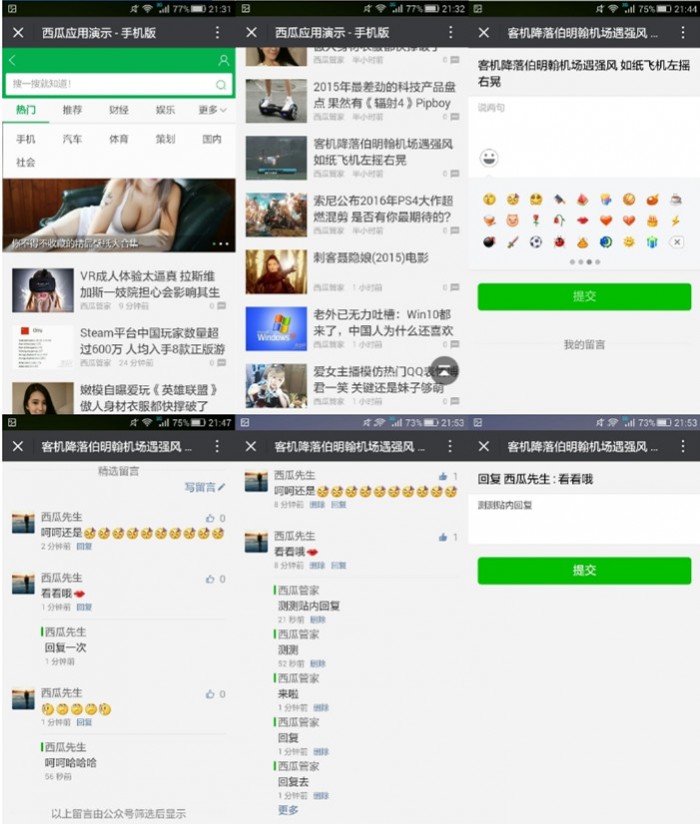 77% 21:31
西瓜应用演示 - 手机版
搜一搜就知道!
热门 推荐 财经 娱乐 更多
手机 汽车 体育 策划 国内
社会
VR成人体验太逼真 拉斯维
加斯一妓院担心会影响其生
西瓜管家 9 分钟前 0
Steam平台中国玩家数量超
过600万 人均入手8款正版游
西瓜管家 24 分钟前 0
嫩模自曝爱玩《英雄联盟》
傲人身材衣服都快撑破了
77% 21:32
西瓜应用演示 - 手机版
傲人身材衣服都快撑破了
西瓜管家 半小时前 0
2015年最差劲的科技产品盘
点 果然有《辐射4》Pipboy
西瓜管家 半小时前 0
客机降落伯明翰机场遇强风
如纸飞机左摇右晃
西瓜管家 半小时前 0
索尼公布2016年PS4大作超
燃混剪 是否有你最期待的?
西瓜管家 半小时前 0
刺客聂隐娘(2015)电影
西瓜管家 1 小时前 0
Windows
老外已无力吐槽:Win10都
来了,中国人为什么还喜欢
西瓜管家 1 小时前 0
爱女主播模仿热门QQ表情
君一笑 关键还是妹子够萌
西瓜管家 1 小时前 0
75% 21:44
客机降落伯明翰机场遇强风 ...
客机降落伯明翰机场遇强风 如纸飞机左摇
右晃
说两句
提交
我的留言
75% 21:47
客机降落伯明翰机场遇强风 ...
精选留言
写留言
西瓜先生 0
呵呵还是
2 分钟前 回复
西瓜先生 0
看看哦
1 分钟前 回复
西瓜先生
回复一次
1 分钟前
西瓜先生 0
1 分钟前 回复
西瓜先生
呵呵哈哈哈
56 秒前
以上留言由公众号筛选后显示
73% 21:53
客机降落伯明翰机场遇强风 ...
西瓜先生 1
呵呵还是
8 分钟前 删除 回复
西瓜先生 1
看看哦
8 分钟前 删除 回复
西瓜管家
测测贴内回复
21 秒前 删除
西瓜管家
测测
52 秒前 删除
西瓜管家
来啦
1 分钟前 删除
西瓜管家
回复
1 分钟前 删除
西瓜管家
回复去
1 分钟前 删除
更多
73% 21:53
客机降落伯明翰机场遇强风 ...
回复 西瓜先生 : 看看哦
测测贴内回复
提交